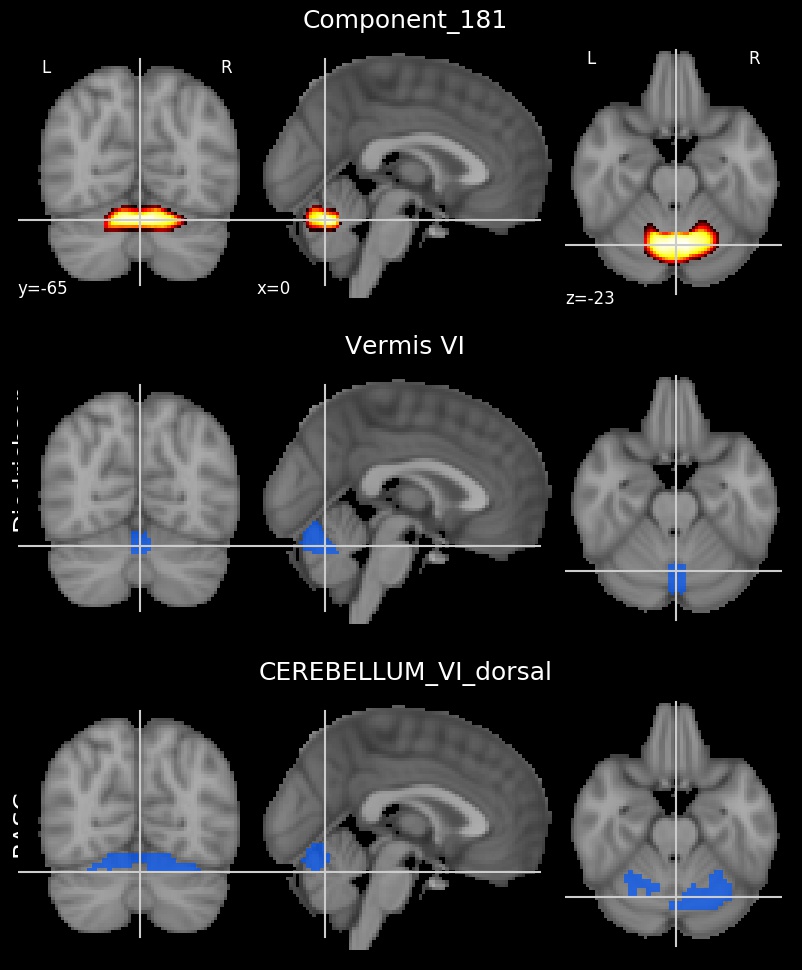 Component_181
L R L R
y=-65 x=0 z=-23
Vermis VI
CEREBELLUM_VI_dorsal